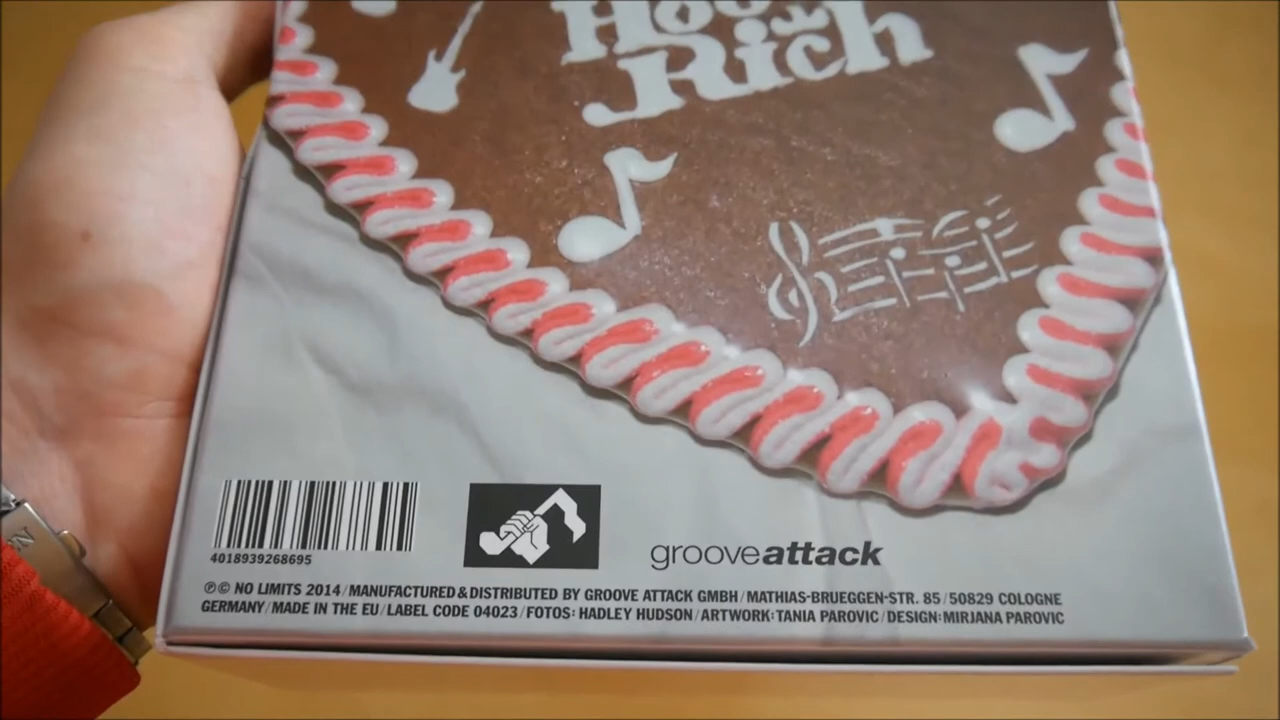 Rich
4018939268695
grooveattack
℗© NO LIMITS 2014/MANUFACTURED & DISTRIBUTED BY GROOVE ATTACK GMBH/MATHIAS-BRUEGGEN-STR. 85/50829 COLOGNE
GERMANY/MADE IN THE EU/LABEL CODE 04023/FOTOS: HADLEY HUDSON/ARTWORK: TANIA PAROVIC/DESIGN: MIRJANA PAROVIC